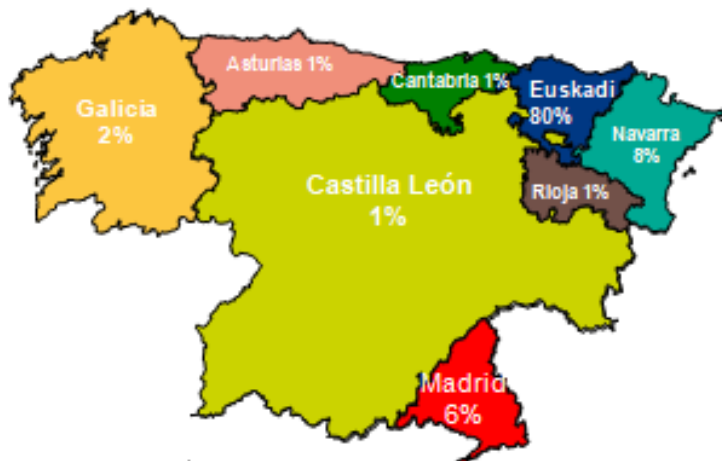 Asturias 1%
Cantabria 1%
Euskadi
80%
Galicia
2%
Navarra
8%
Castilla León
1%
Rioja 1%
Madrid
6%